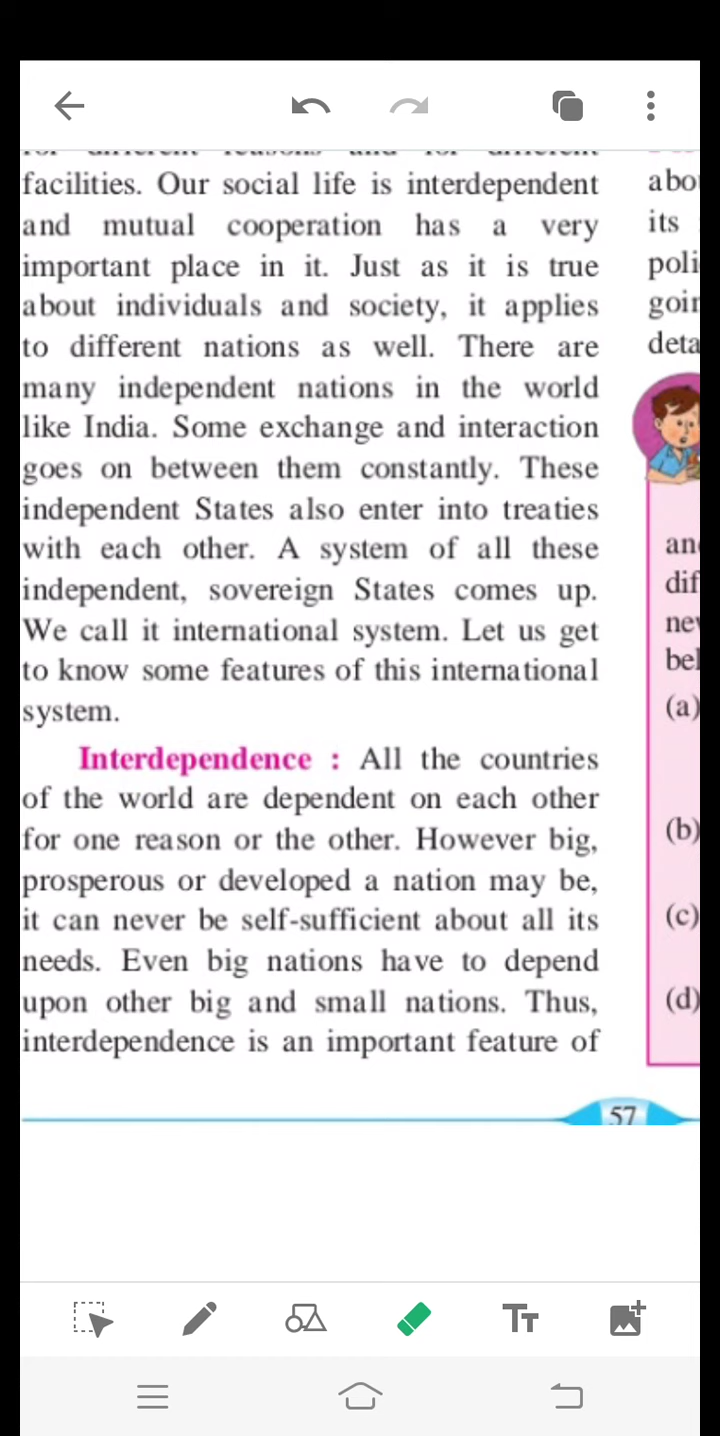 facilities. Our social life is interdependent
and mutual cooperation has a very
important place in it. Just as it is true
about individuals and society, it applies
to different nations as well. There are
many independent nations in the world
like India. Some exchange and interaction
goes on between them constantly. These
independent States also enter into treaties
with each other. A system of all these
independent, sovereign States comes up.
We call it international system. Let us get
to know some features of this international
system.
Interdependence : All the countries
of the world are dependent on each other
for one reason or the other. However big,
prosperous or developed a nation may be,
it can never be self-sufficient about all its
needs. Even big nations have to depend
upon other big and small nations. Thus,
interdependence is an important feature of
57
its
(a)
(b)
(c)
(d)
Tт